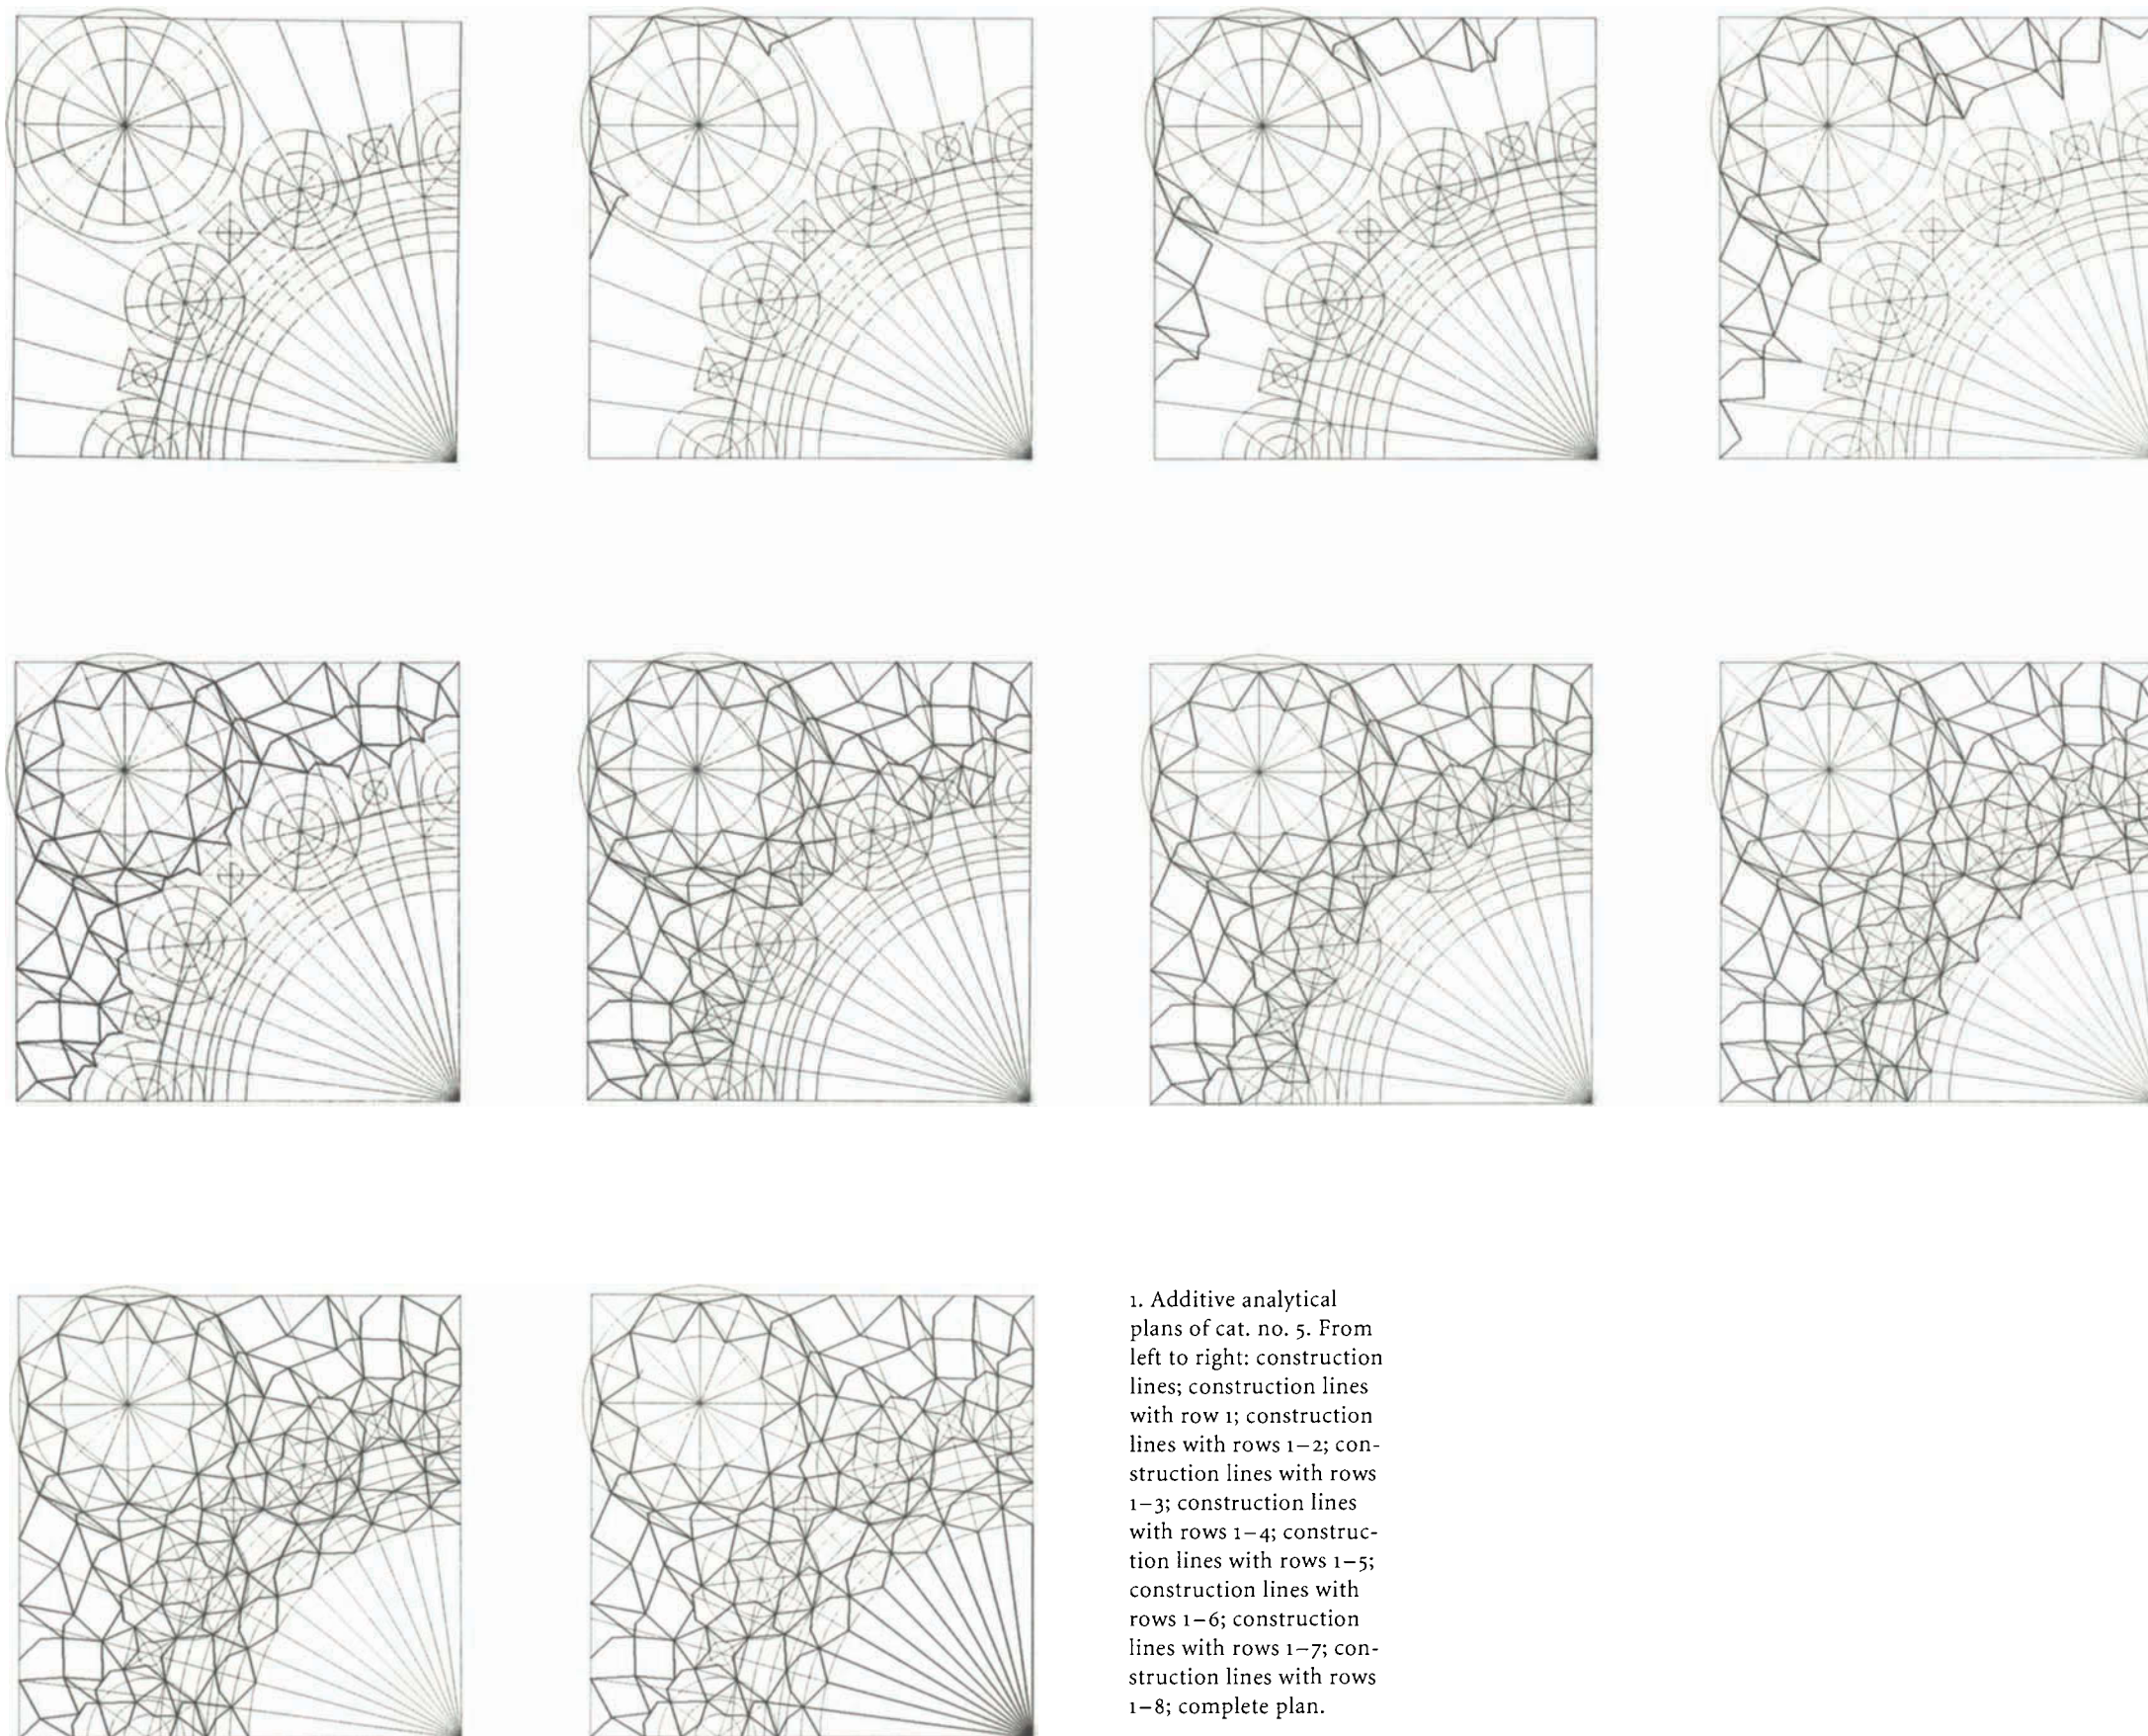 1. Additive analytical
plans of cat. no. 5. From
left to right: construction
lines; construction lines
with row 1; construction
lines with rows 1–2; con-
struction lines with rows
1–3; construction lines
with rows 1–4; construc-
tion lines with rows 1–5;
construction lines with
rows 1–6; construction
lines with rows 1–7; con-
struction lines with rows
1–8; complete plan.